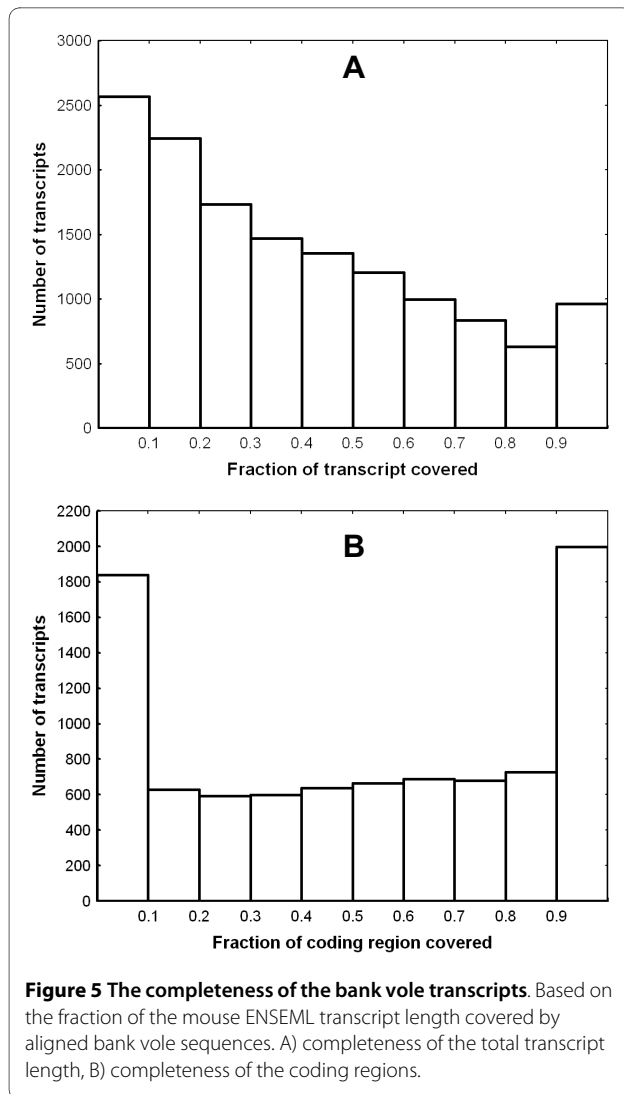 A
3000
2500
2000
1500
1000
500
0
Number of transcripts
0.1 0.2 0.3 0.4 0.5 0.6 0.7 0.8 0.9
Fraction of transcript covered
B
2200
2000
1800
1600
1400
1200
1000
800
600
400
200
0
Number of transcripts
0.1 0.2 0.3 0.4 0.5 0.6 0.7 0.8 0.9
Fraction of coding region covered
Figure 5 The completeness of the bank vole transcripts. Based on
the fraction of the mouse ENSEML transcript length covered by
aligned bank vole sequences. A) completeness of the total transcript
length, B) completeness of the coding regions.